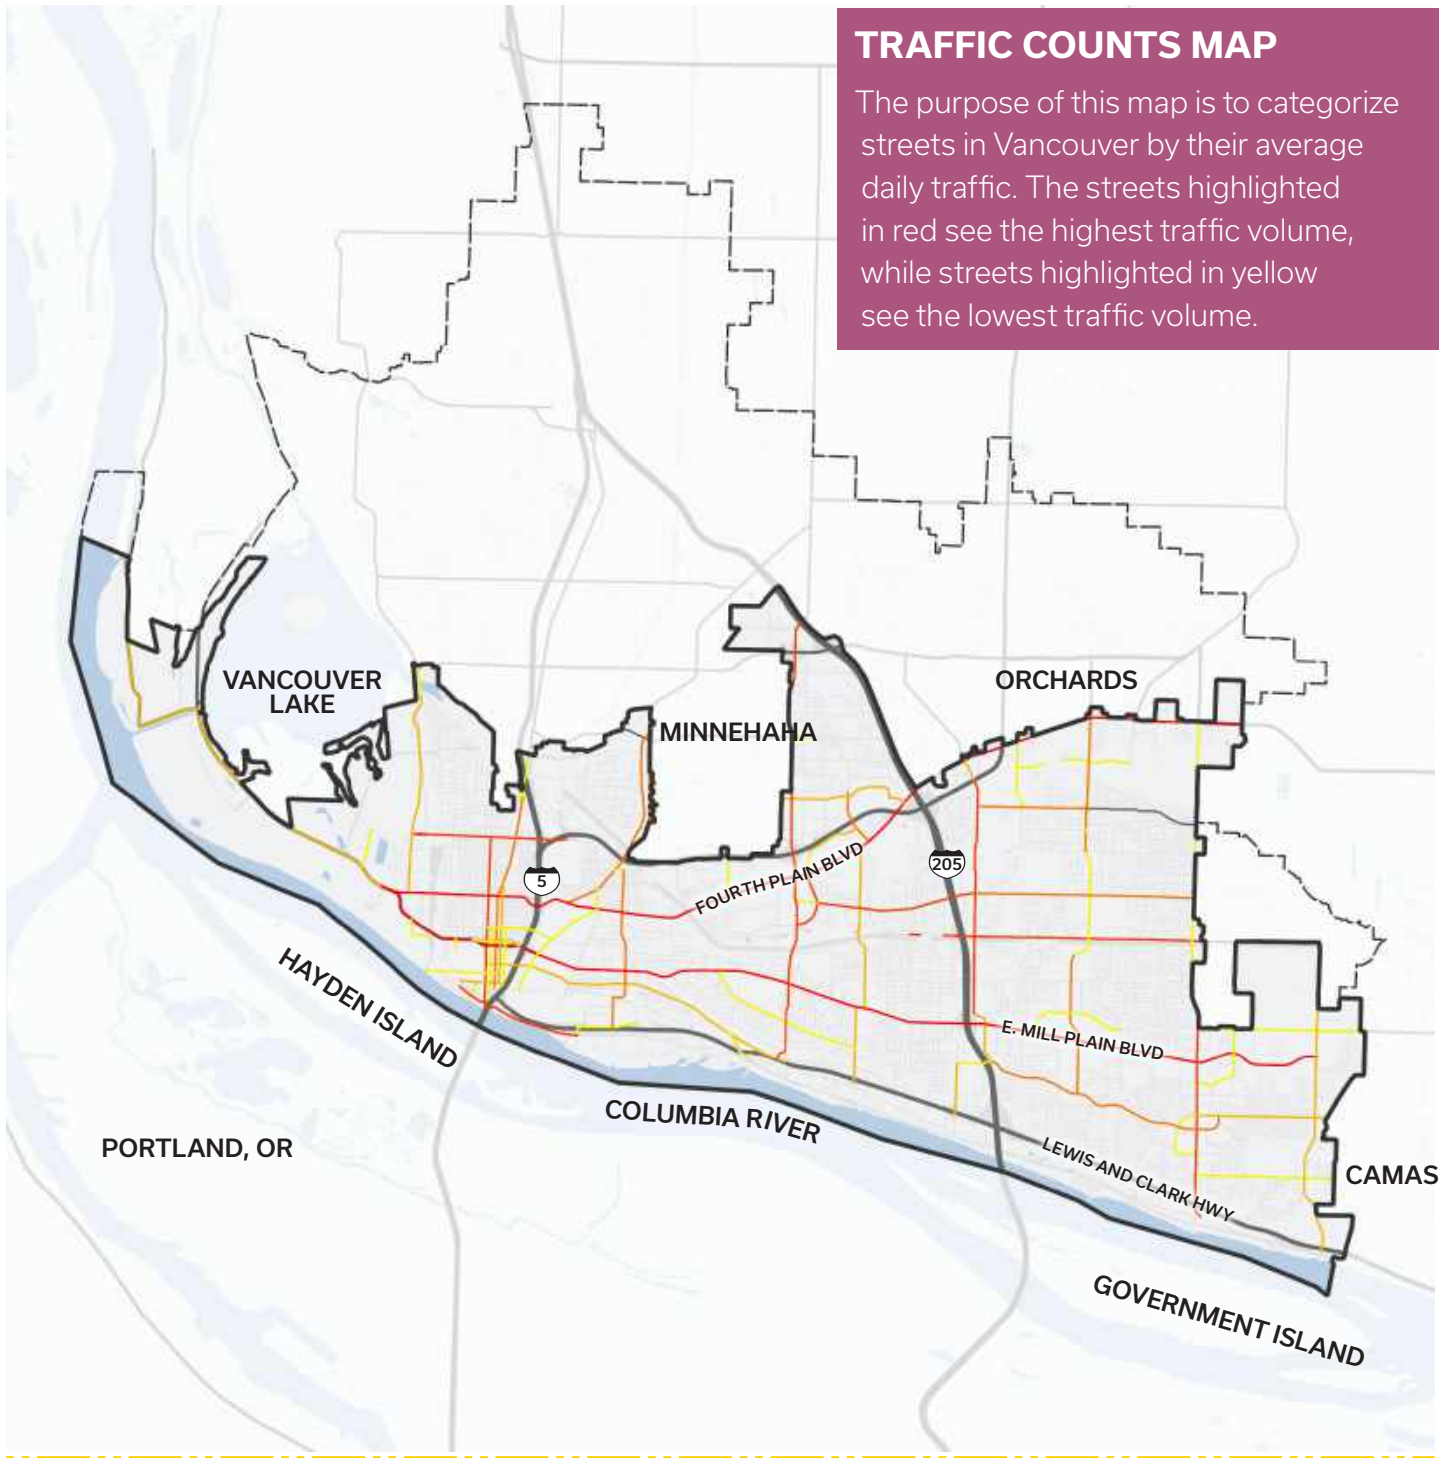 TRAFFIC COUNTS MAP
The purpose of this map is to categorize
streets in Vancouver by their average
daily traffic. The streets highlighted
in red see the highest traffic volume,
while streets highlighted in yellow
see the lowest traffic volume.
VANCOUVER
LAKE
MINNEHAHA
ORCHARDS
5
205
FOURTH PLAIN BLVD
HAYDEN ISLAND
E. MILL PLAIN BLVD
COLUMBIA RIVER
PORTLAND, OR
LEWIS AND CLARK HWY
CAMAS
GOVERNMENT ISLAND